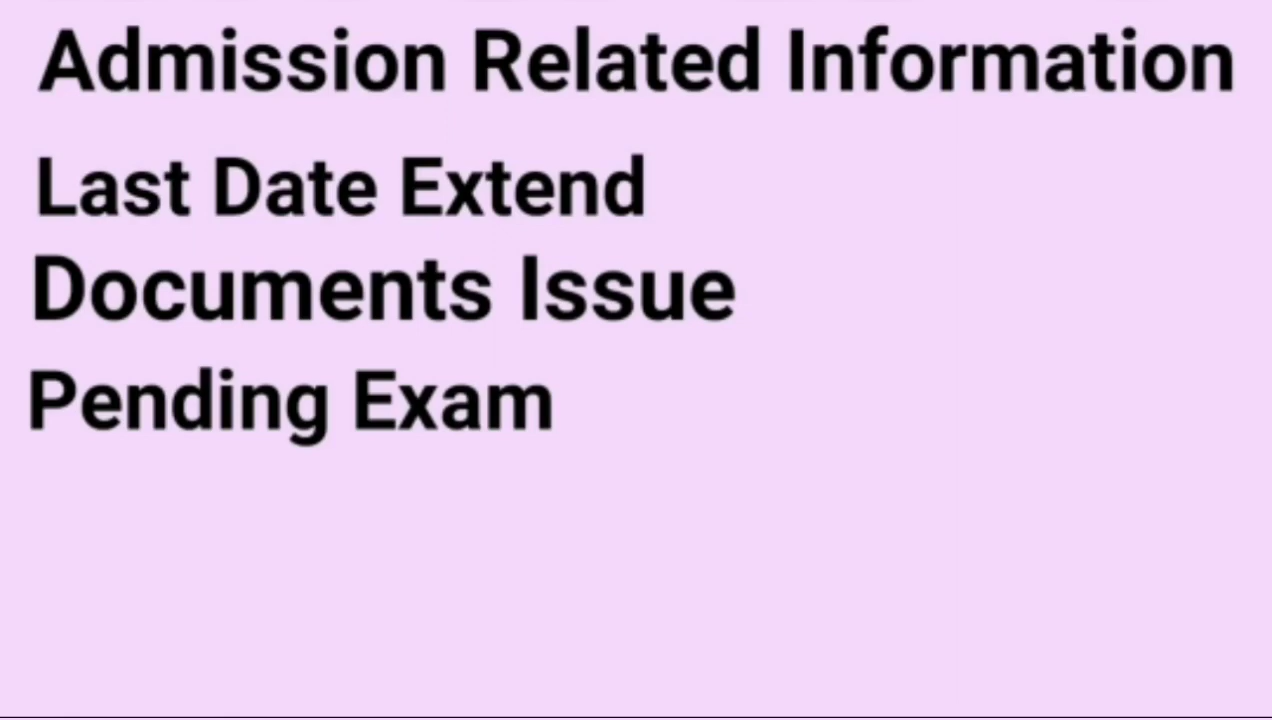 Admission Related Information
Last Date Extend
Documents Issue
Pending Exam